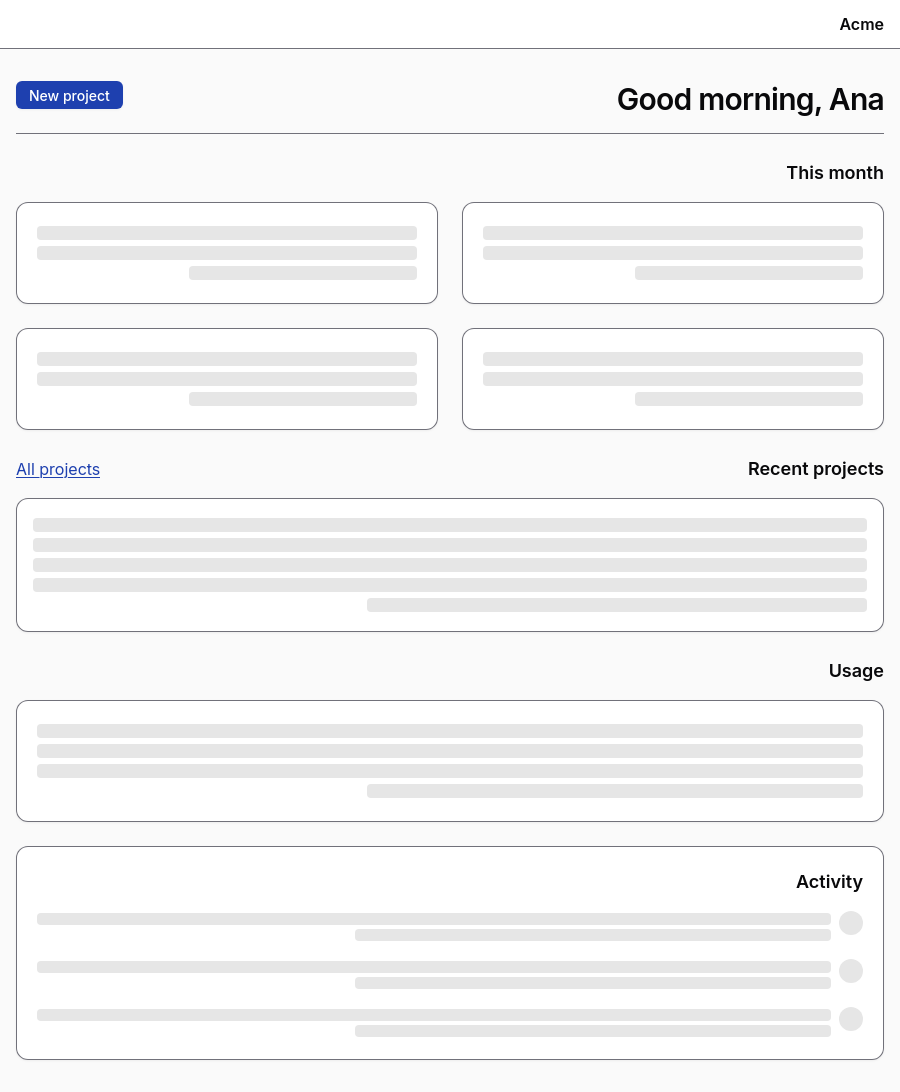 Acme
Good morning, Ana
New project
This month
Recent projects
All projects
Usage
Activity